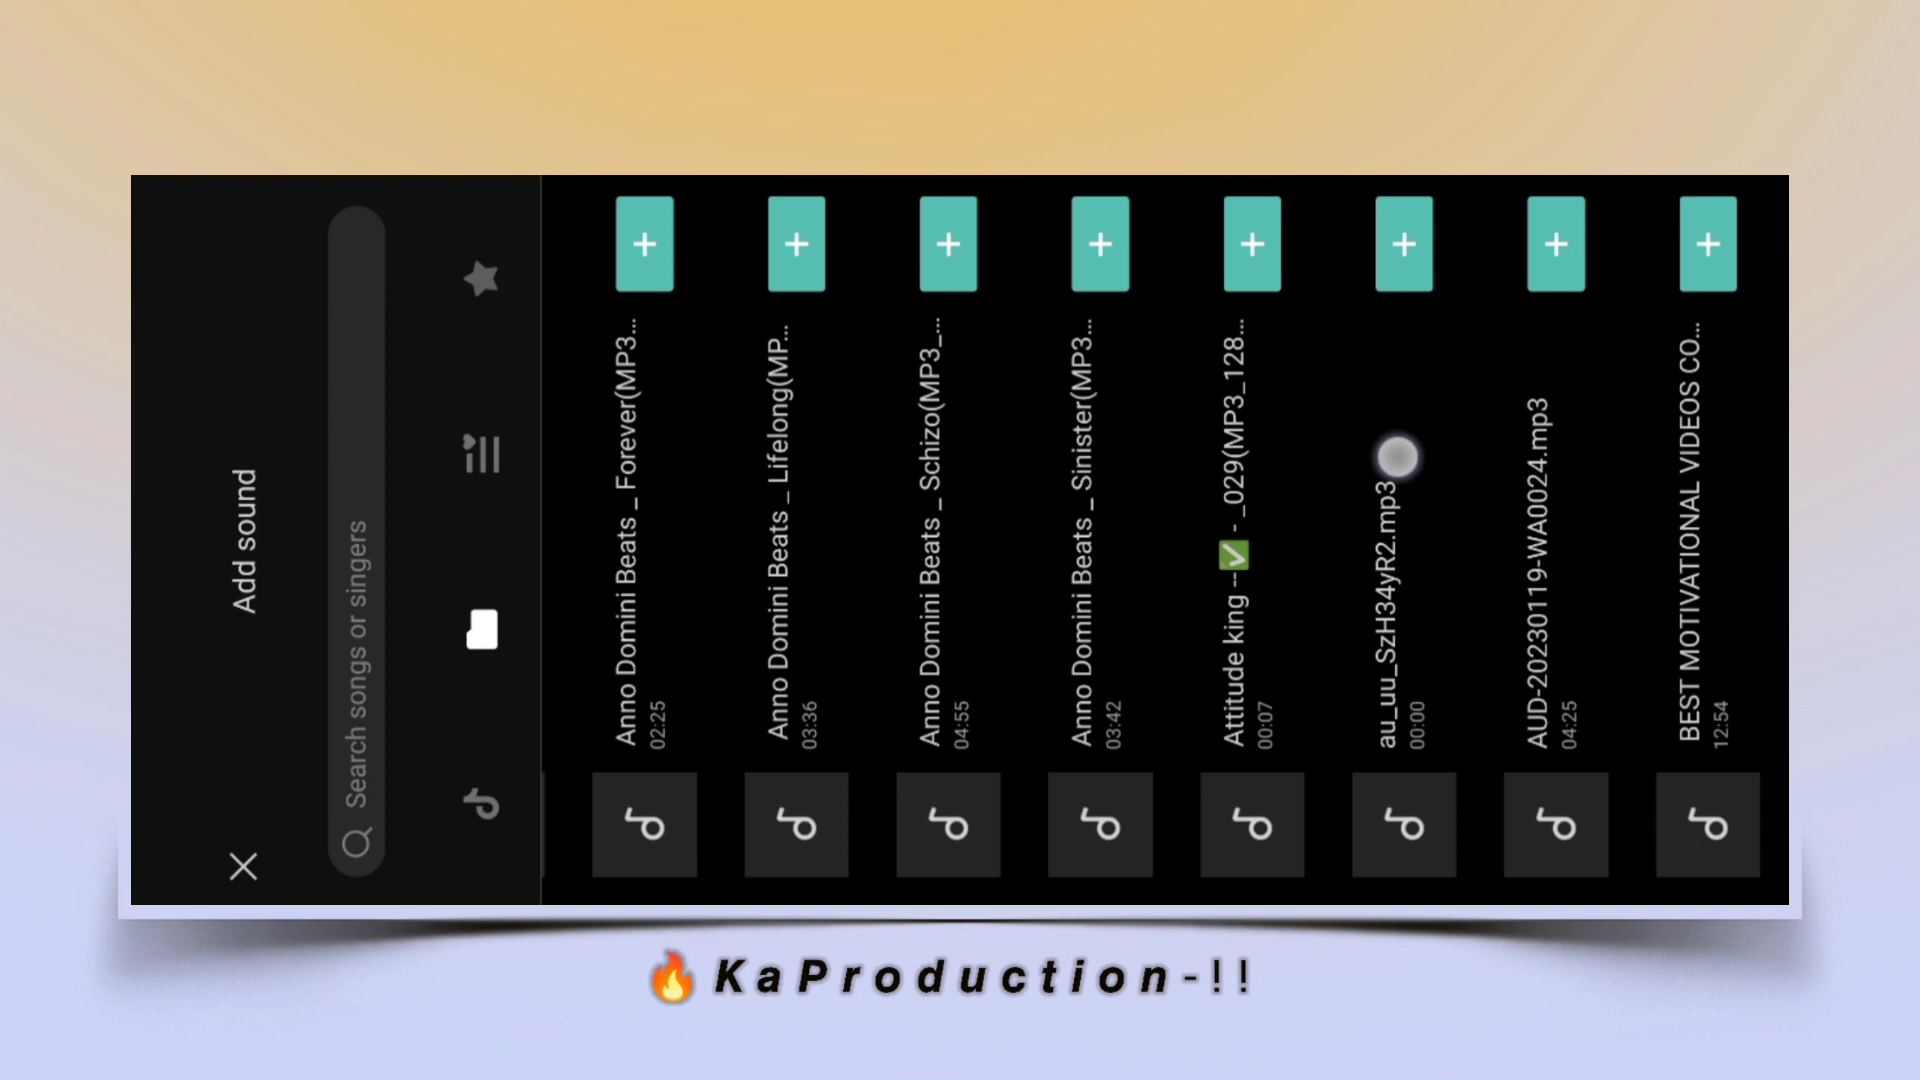 Add sound
Search songs or singers
Anno Domini Beats _ Forever(MP3...
02:25
Anno Domini Beats _ Lifelong(MP...
03:36
Anno Domini Beats _ Schizo(MP3_...
04:55
Anno Domini Beats _ Sinister(MP3...
03:42
Attitude king --✅ - _029(MP3_128...
00:07
au_uu_SzH34yR2.mp3
00:00
AUD-20230119-WA0024.mp3
04:25
BEST MOTIVATIONAL VIDEOS CO...
12:54
🔥KaProduction-!!